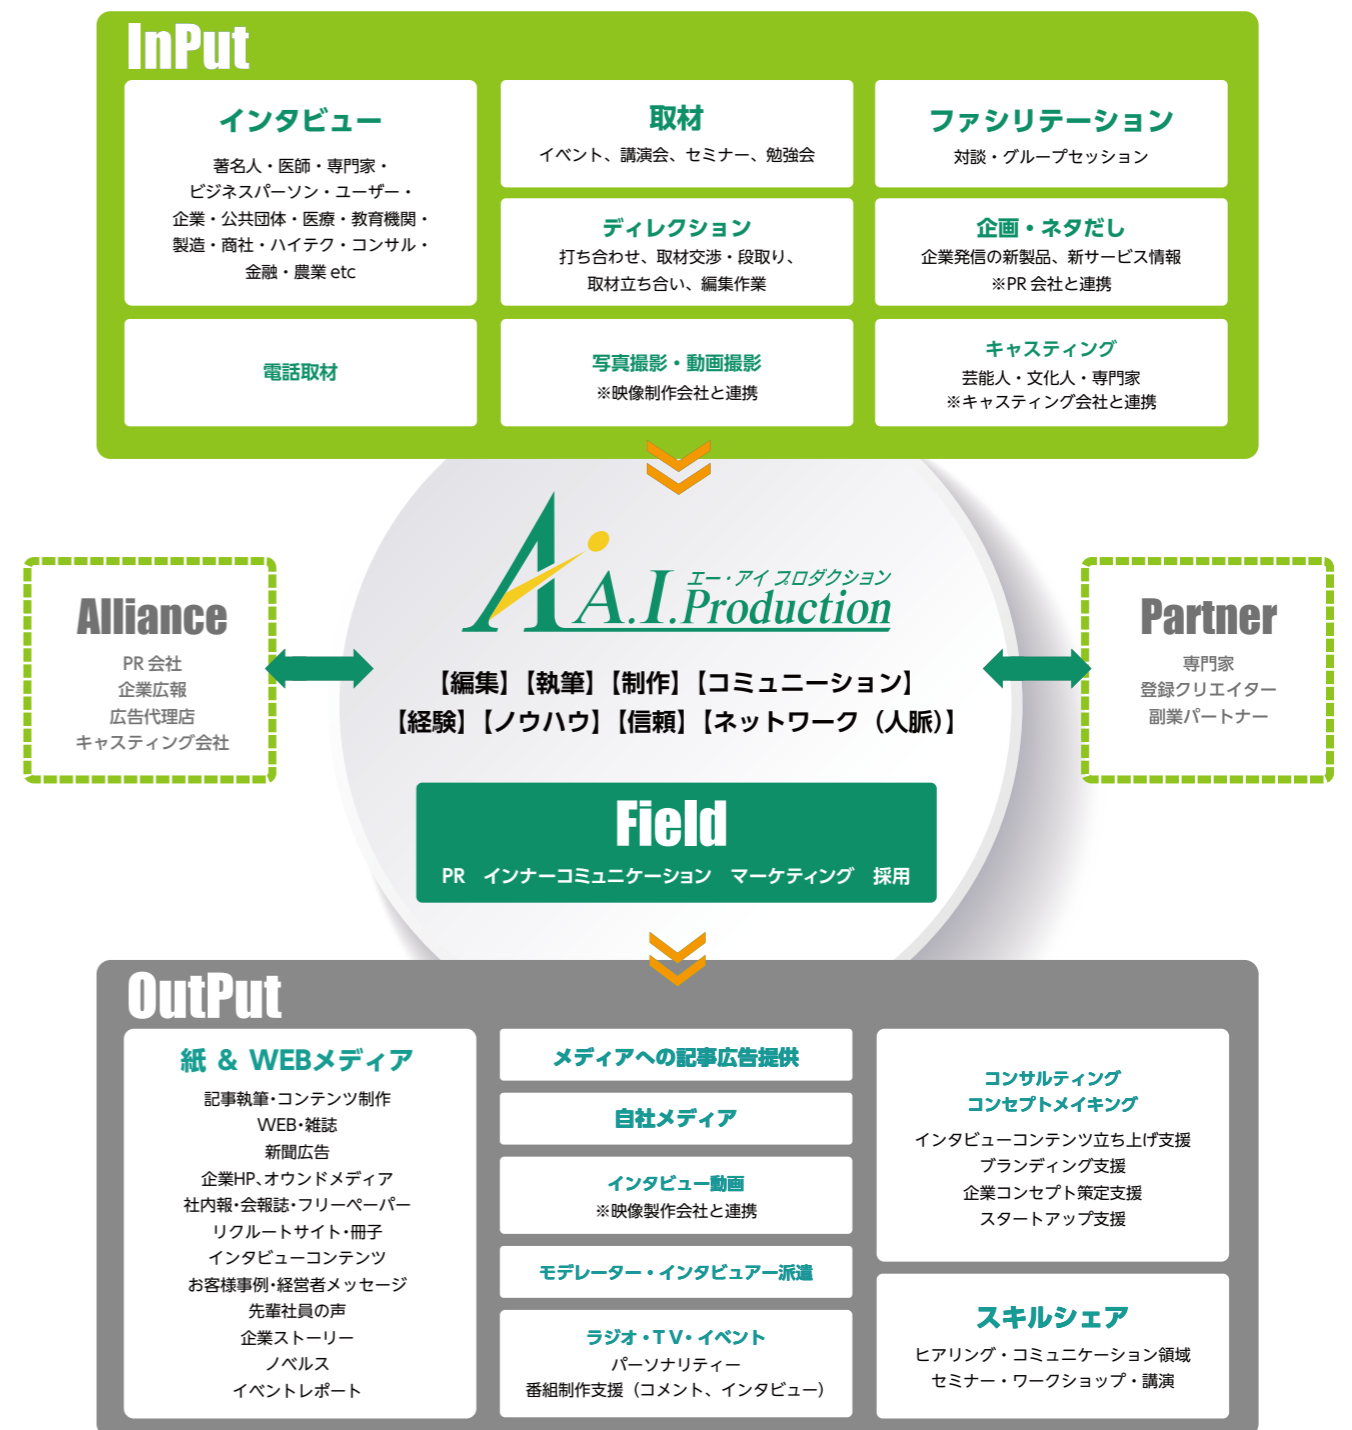 InPut
インタビュー
著名人・医師・専門家・
ビジネスパーソン・ユーザー・
企業・公共団体・医療・教育機関・
製造・商社・ハイテク・コンサル・
金融・農業 etc
取材
イベント、講演会、セミナー、勉強会
ファシリテーション
対談・グループセッション
ディレクション
打ち合わせ、取材交渉・段取り、
取材立ち合い、編集作業
企画・ネタだし
企業発信の新製品、新サービス情報
※PR 会社と連携
電話取材
写真撮影・動画撮影
※映像制作会社と連携
キャスティング
芸能人・文化人・専門家
※キャスティング会社と連携
エー・アイ プロダクション
A.I.Production
【編集】【執筆】【制作】【コミュニーション】
【経験】【ノウハウ】【信頼】【ネットワーク（人脈）】
Alliance
PR 会社
企業広報
広告代理店
キャスティング会社
Partner
専門家
登録クリエイター
副業パートナー
Field
PR　インナーコミュニケーション　マーケティング　採用
OutPut
紙 ＆ WEBメディア
記事執筆・コンテンツ制作
WEB・雑誌
新聞広告
企業HP、オウンドメディア
社内報・会報誌・フリーペーパー
リクルートサイト・冊子
インタビューコンテンツ
お客様事例・経営者メッセージ
先輩社員の声
企業ストーリー
ノベルス
イベントレポート
メディアへの記事広告提供
自社メディア
インタビュー動画
※映像製作会社と連携
モデレーター・インタビュアー派遣
ラジオ・TV・イベント
パーソナリティー
番組制作支援（コメント、インタビュー）
コンサルティング
コンセプトメイキング
インタビューコンテンツ立ち上げ支援
ブランディング支援
企業コンセプト策定支援
スタートアップ支援
スキルシェア
ヒアリング・コミュニケーション領域
セミナー・ワークショップ・講演